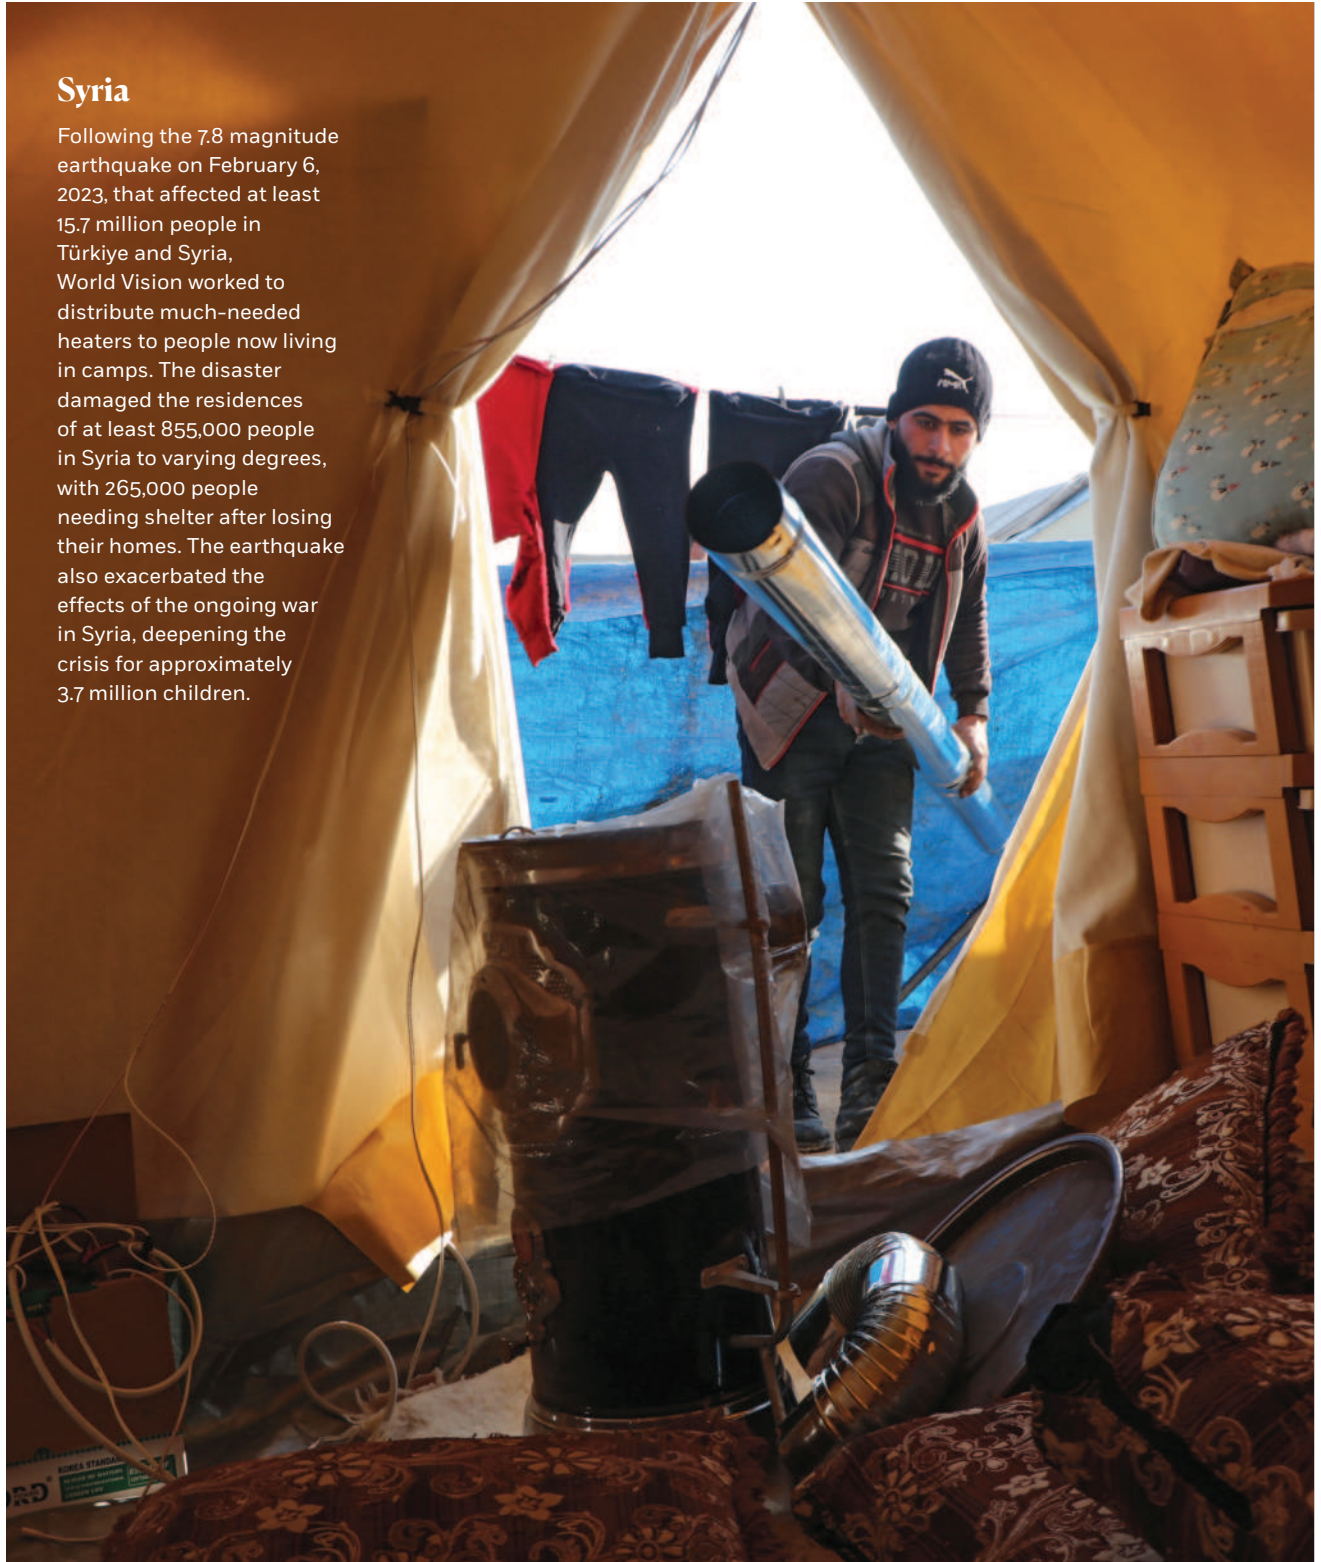 Syria
Following the 7.8 magnitude
earthquake on February 6,
2023, that affected at least
15.7 million people in
Türkiye and Syria,
World Vision worked to
distribute much-needed
heaters to people now living
in camps. The disaster
damaged the residences
of at least 855,000 people
in Syria to varying degrees,
with 265,000 people
needing shelter after losing
their homes. The earthquake
also exacerbated the
effects of the ongoing war
in Syria, deepening the
crisis for approximately
3.7 million children.
KOREA STANDARD